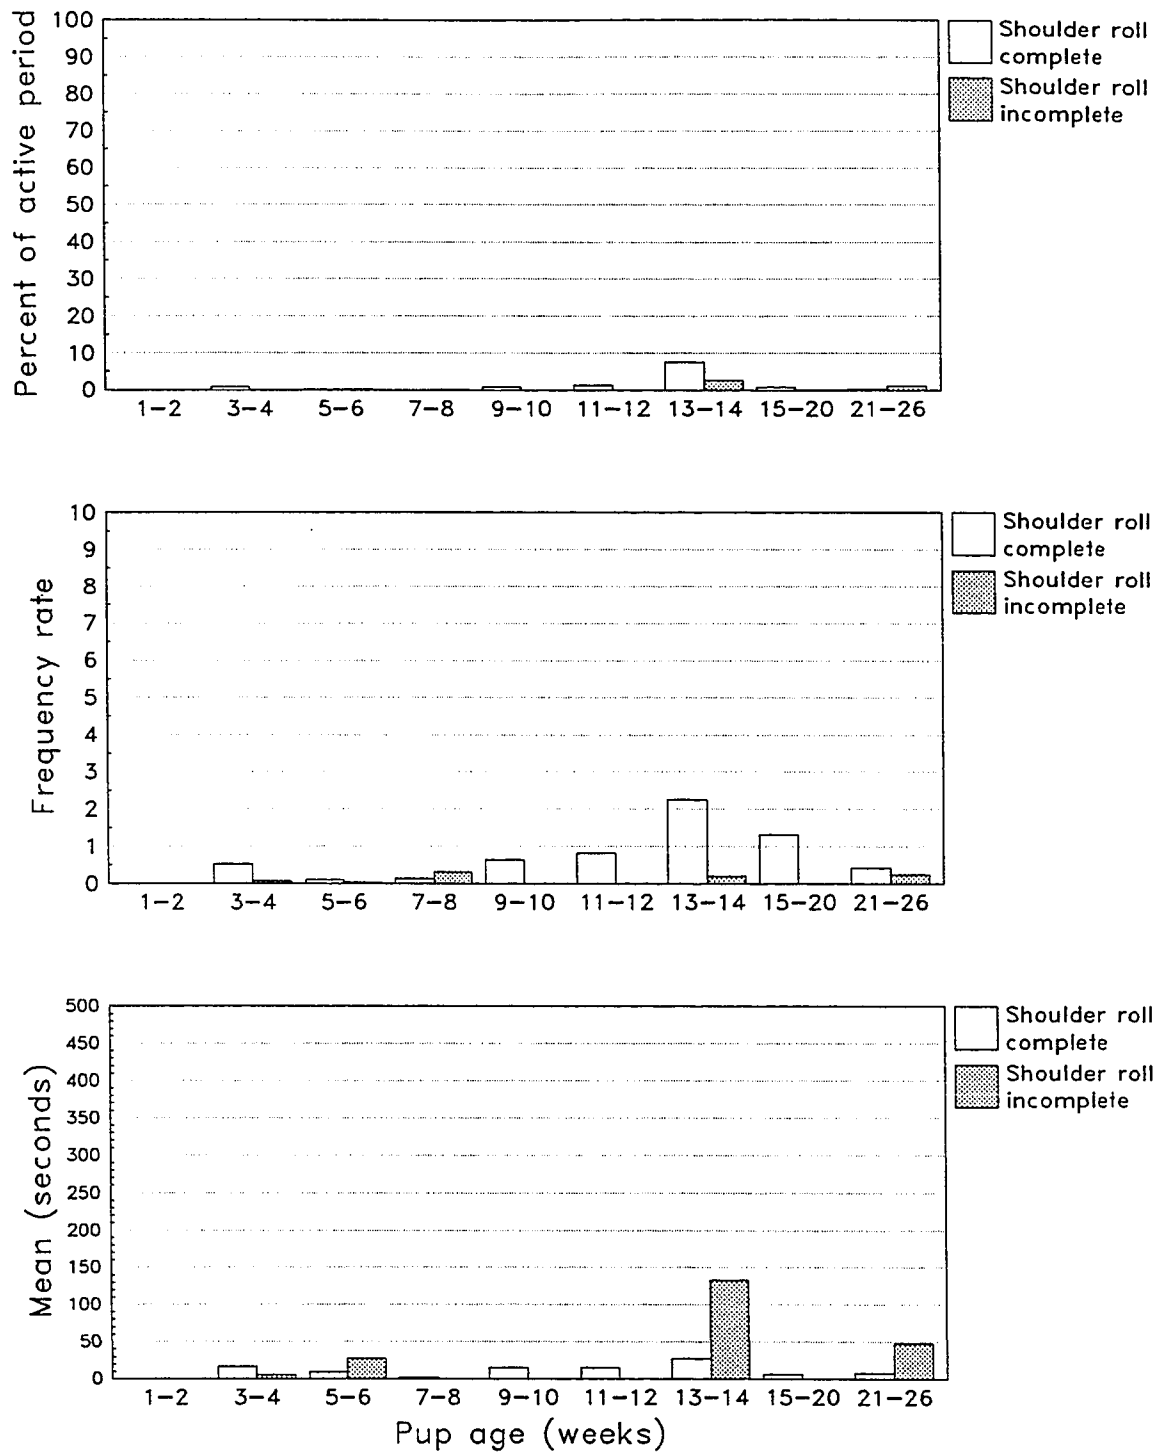 Percent of active period
100
90
80
70
60
50
40
30
20
10
0
1-2 3-4 5-6 7-8 9-10 11-12 13-14 15-20 21-26
Shoulder roll
complete
Shoulder roll
incomplete
Frequency rate
10
9
8
7
6
5
4
3
2
1
0
1-2 3-4 5-6 7-8 9-10 11-12 13-14 15-20 21-26
Shoulder roll
complete
Shoulder roll
incomplete
Mean (seconds)
500
450
400
350
300
250
200
150
100
50
0
1-2 3-4 5-6 7-8 9-10 11-12 13-14 15-20 21-26
Pup age (weeks)
Shoulder roll
complete
Shoulder roll
incomplete